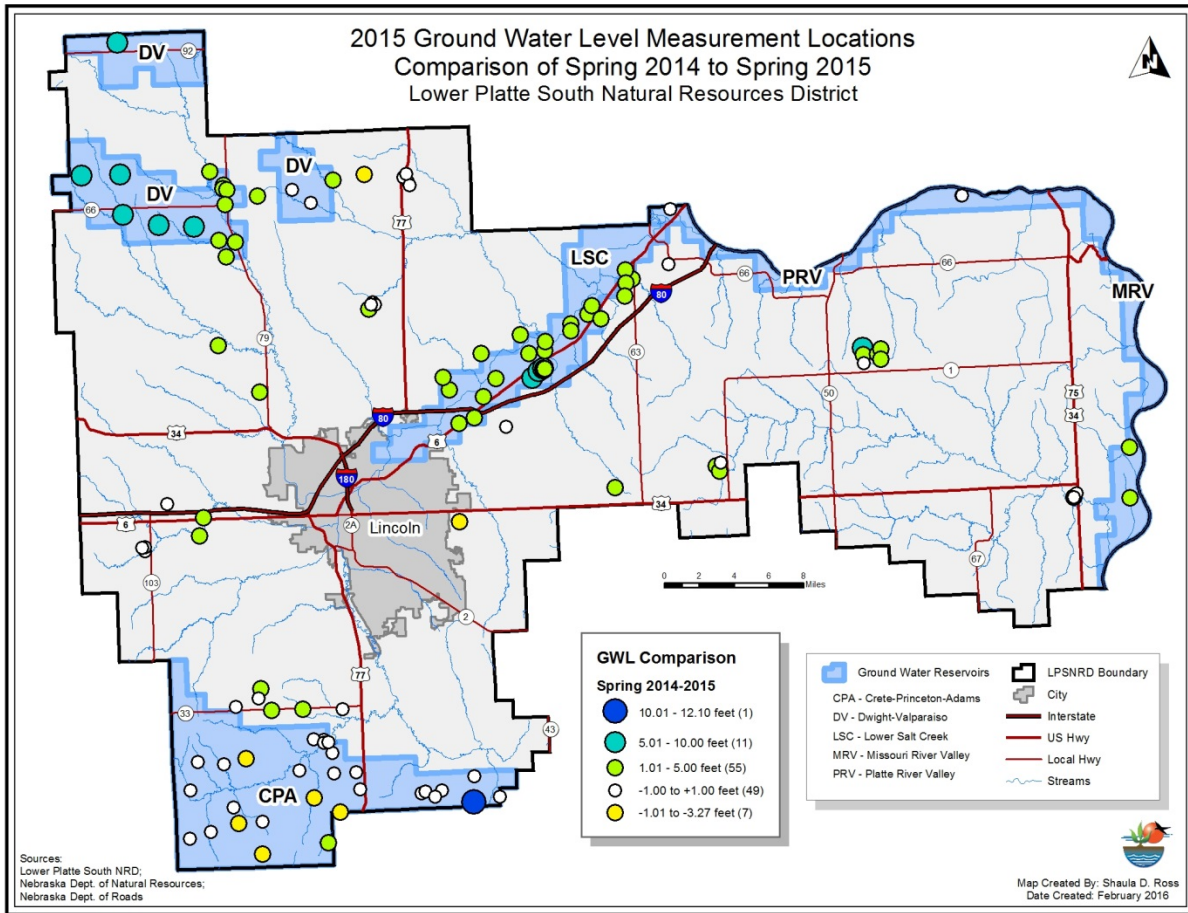 2015 Ground Water Level Measurement Locations
Comparison of Spring 2014 to Spring 2015
Lower Platte South Natural Resources District
N
DV
92
DV
DV
66
77
79
LSC
80
66
PRV
66
MRV
63
50
1
75
34
34
80
6
180
6
2A
Lincoln
34
103
2
67
0 2 4 6 8
Miles
77
33
43
CPA
GWL Comparison
Spring 2014-2015
10.01 - 12.10 feet (1)
5.01 - 10.00 feet (11)
1.01 - 5.00 feet (55)
-1.00 to +1.00 feet (49)
-1.01 to -3.27 feet (7)
Ground Water Reservoirs
CPA - Crete-Princeton-Adams
DV - Dwight-Valparaiso
LSC - Lower Salt Creek
MRV - Missouri River Valley
PRV - Platte River Valley
LPSNRD Boundary
City
Interstate
US Hwy
Local Hwy
Streams
Sources:
Lower Platte South NRD;
Nebraska Dept. of Natural Resources;
Nebraska Dept. of Roads
Map Created By: Shaula D. Ross
Date Created: February 2016